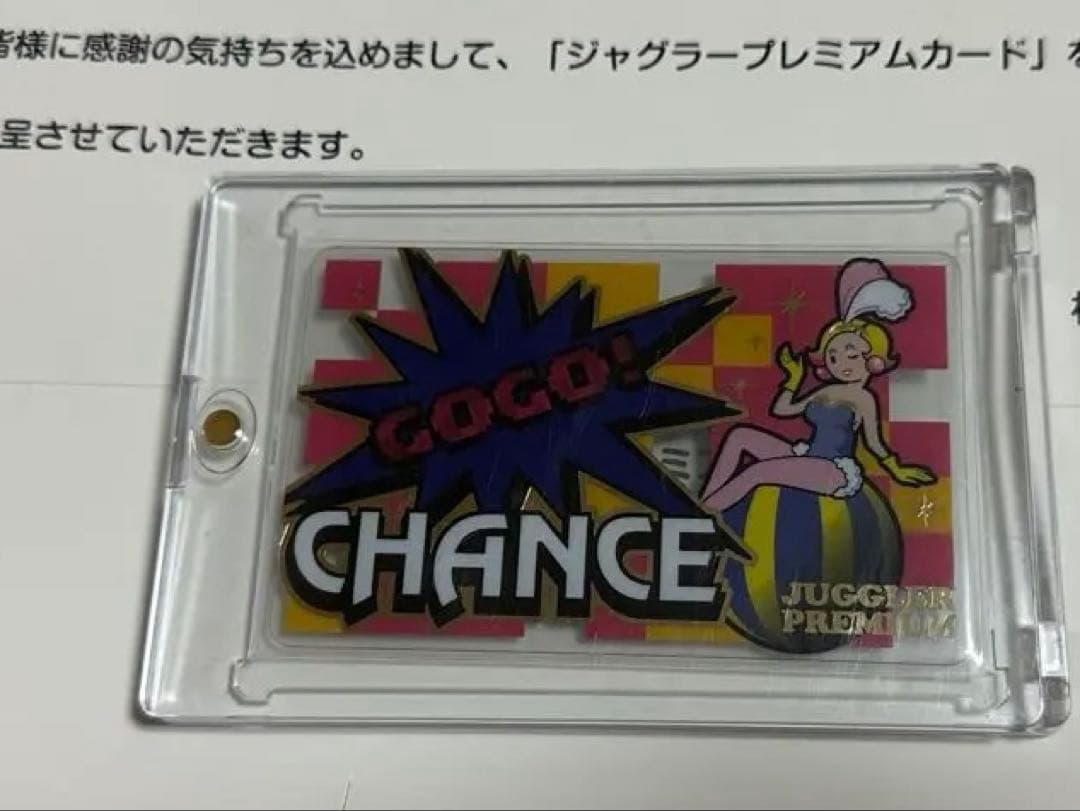 皆様に感謝の気持ちを込めまして、「ジャグラープレミアムカード」を
呈させていただきます。
GOGO!
CHANCE
JUGGLER
PREMIUM